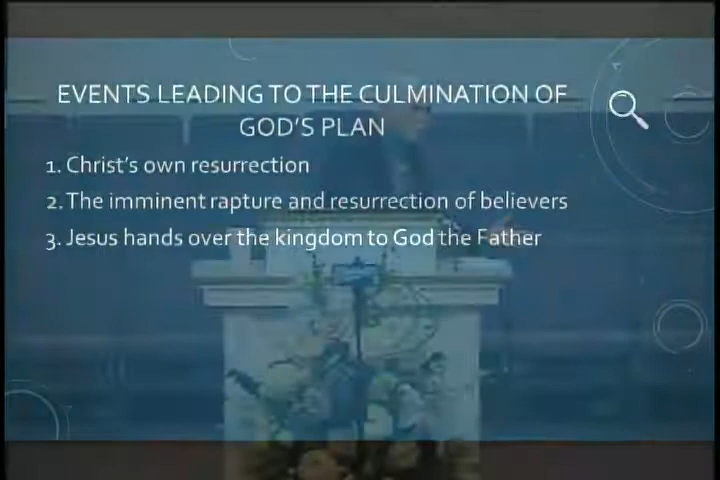 EVENTS LEADING TO THE CULMINATION OF
GOD'S PLAN
1. Christ's own resurrection
2. The imminent rapture and resurrection of believers
3. Jesus hands over the kingdom to God the Father